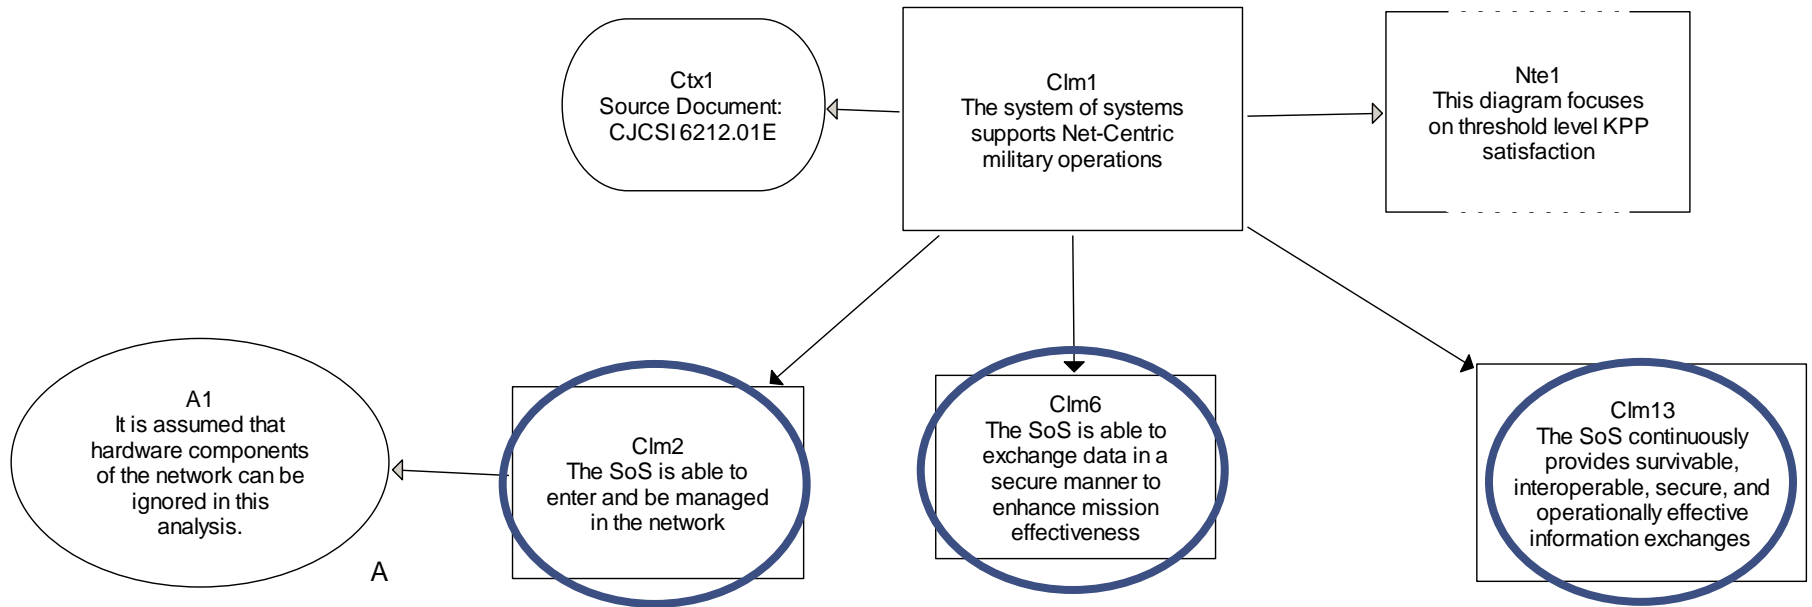 Ctx1
Source Document:
CJCSI 6212.01E
Clm1
The system of systems
supports Net-Centric
military operations
Nte1
This diagram focuses
on threshold level KPP
satisfaction
A1
It is assumed that
hardware components
of the network can be
ignored in this
analysis.
A
Clm2
The SoS is able to
enter and be managed
in the network
Clm6
The SoS is able to
exchange data in a
secure manner to
enhance mission
effectiveness
Clm13
The SoS continuously
provides survivable,
interoperable, secure, and
operationally effective
information exchanges